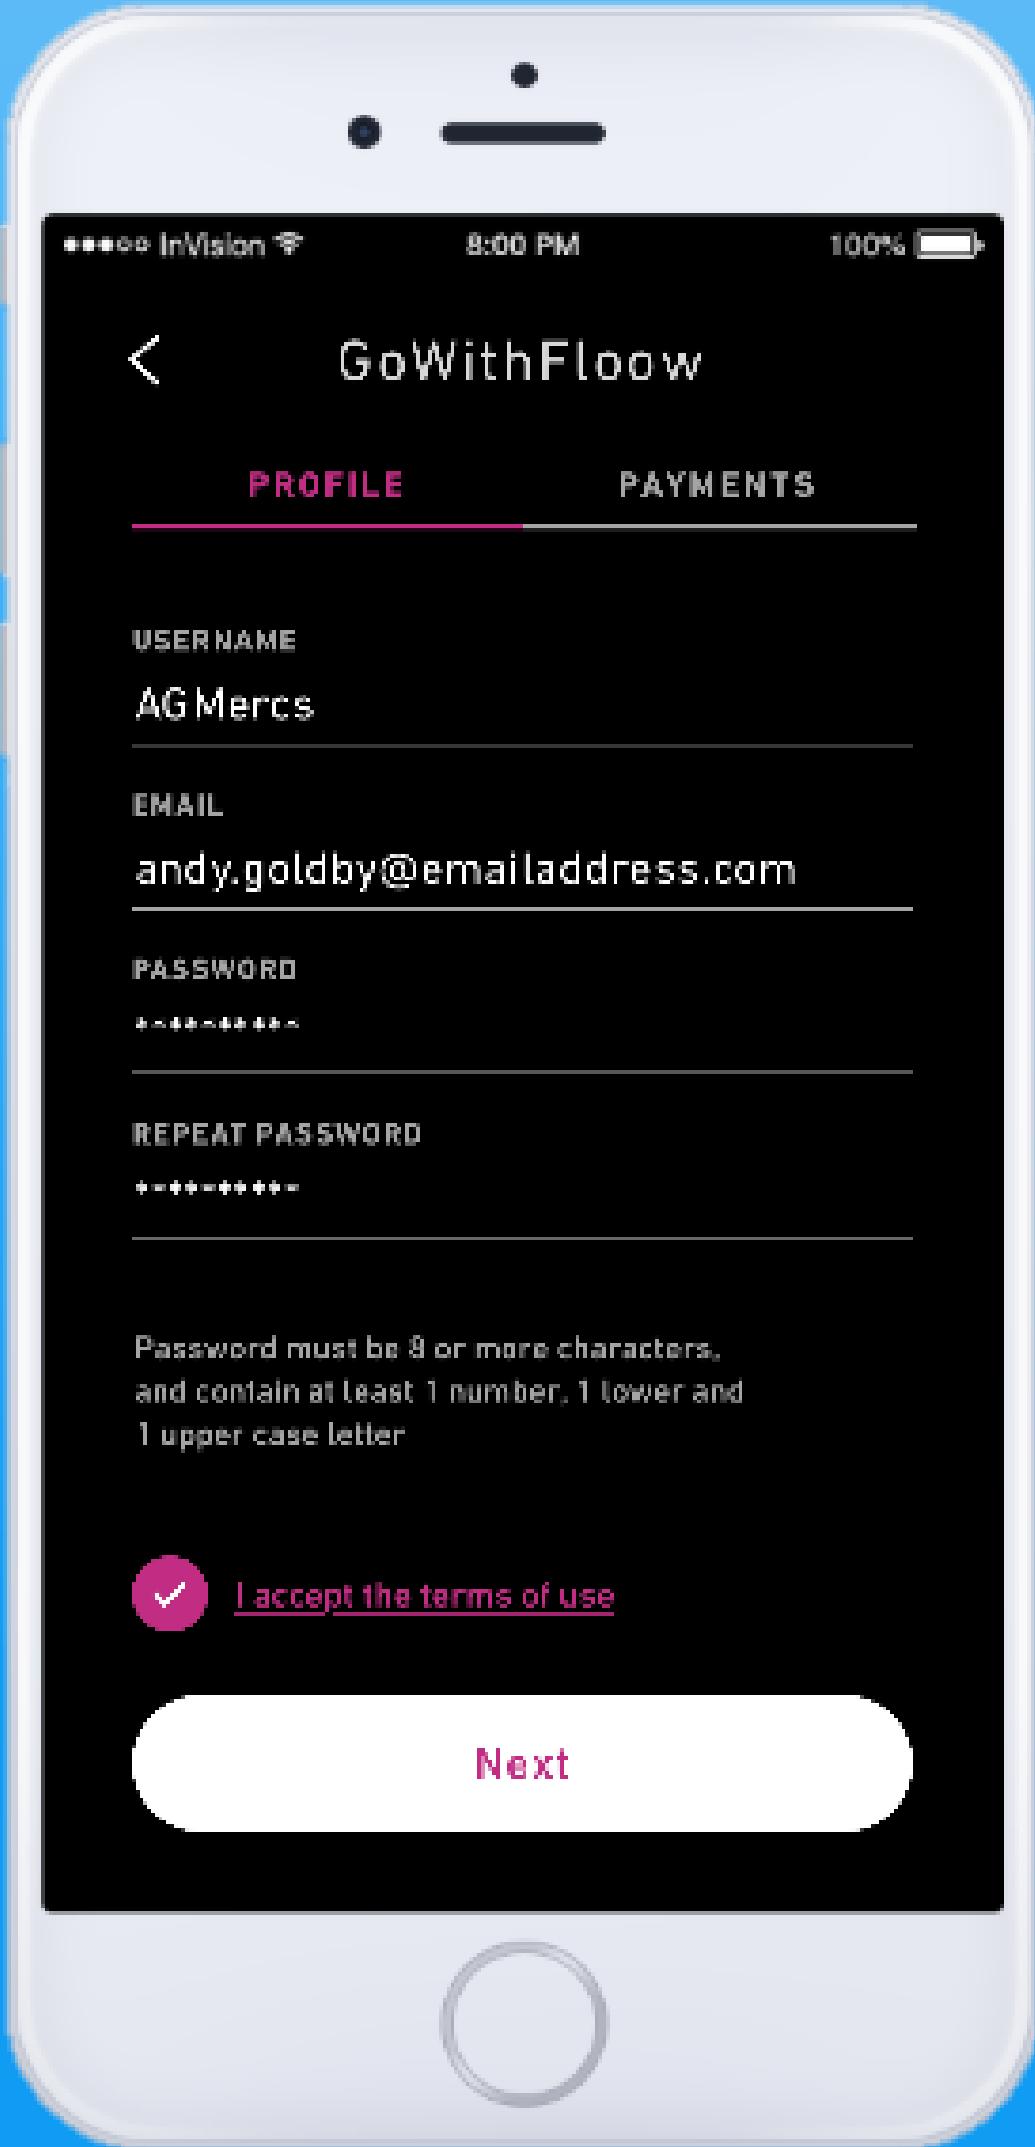 InVision 8:00 PM 100%
GoWithFloow
PROFILE PAYMENTS
USERNAME
AGMercs
EMAIL
andy.goldby@emailaddress.com
PASSWORD
REPEAT PASSWORD
Password must be 8 or more characters,
and contain at least 1 number, 1 lower and
1 upper case letter
I accept the terms of use
Next